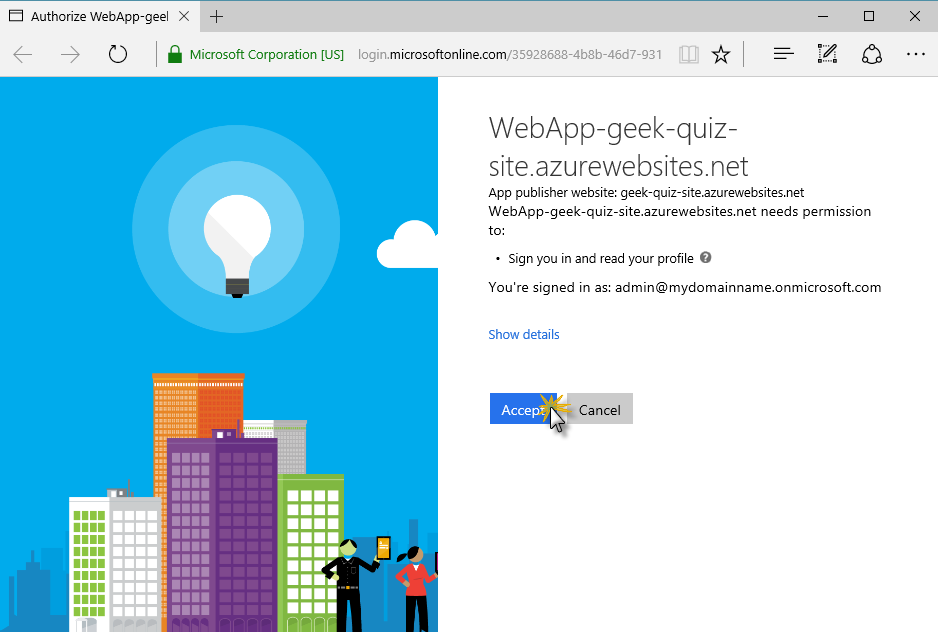 Authorize WebApp-geel
Microsoft Corporation [US] login.microsoftonline.com/35928688-4b8b-46d7-931
WebApp-geek-quiz-
site.azurewebsites.net
App publisher website: geek-quiz-site.azurewebsites.net
WebApp-geek-quiz-site.azurewebsites.net needs permission
to:
• Sign you in and read your profile ?
You're signed in as: admin@mydomainname.onmicrosoft.com
Show details
Accept Cancel